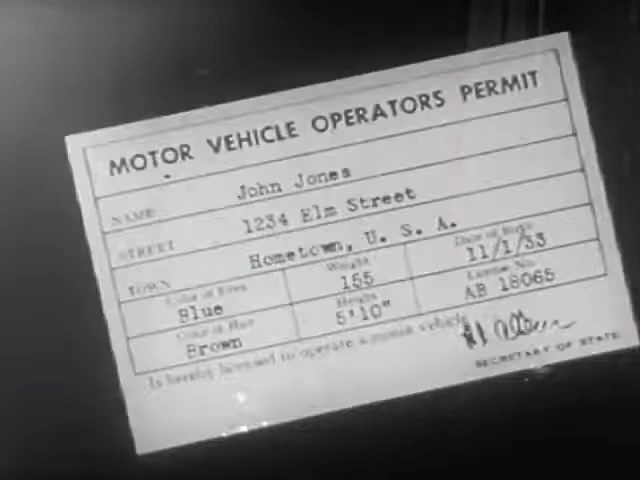 MOTOR VEHICLE OPERATORS PERMIT
NAME John Jones
STREET 1234 Elm Street
TOWN Hometown, U. S. A.
Color of Eyes Weight Date of Birth
Blue 155 11/1/33
Color of Hair Height License No.
Brown 5'10" AB 18065
Is hereby licensed to operate a motor vehicle
SECRETARY OF STATE